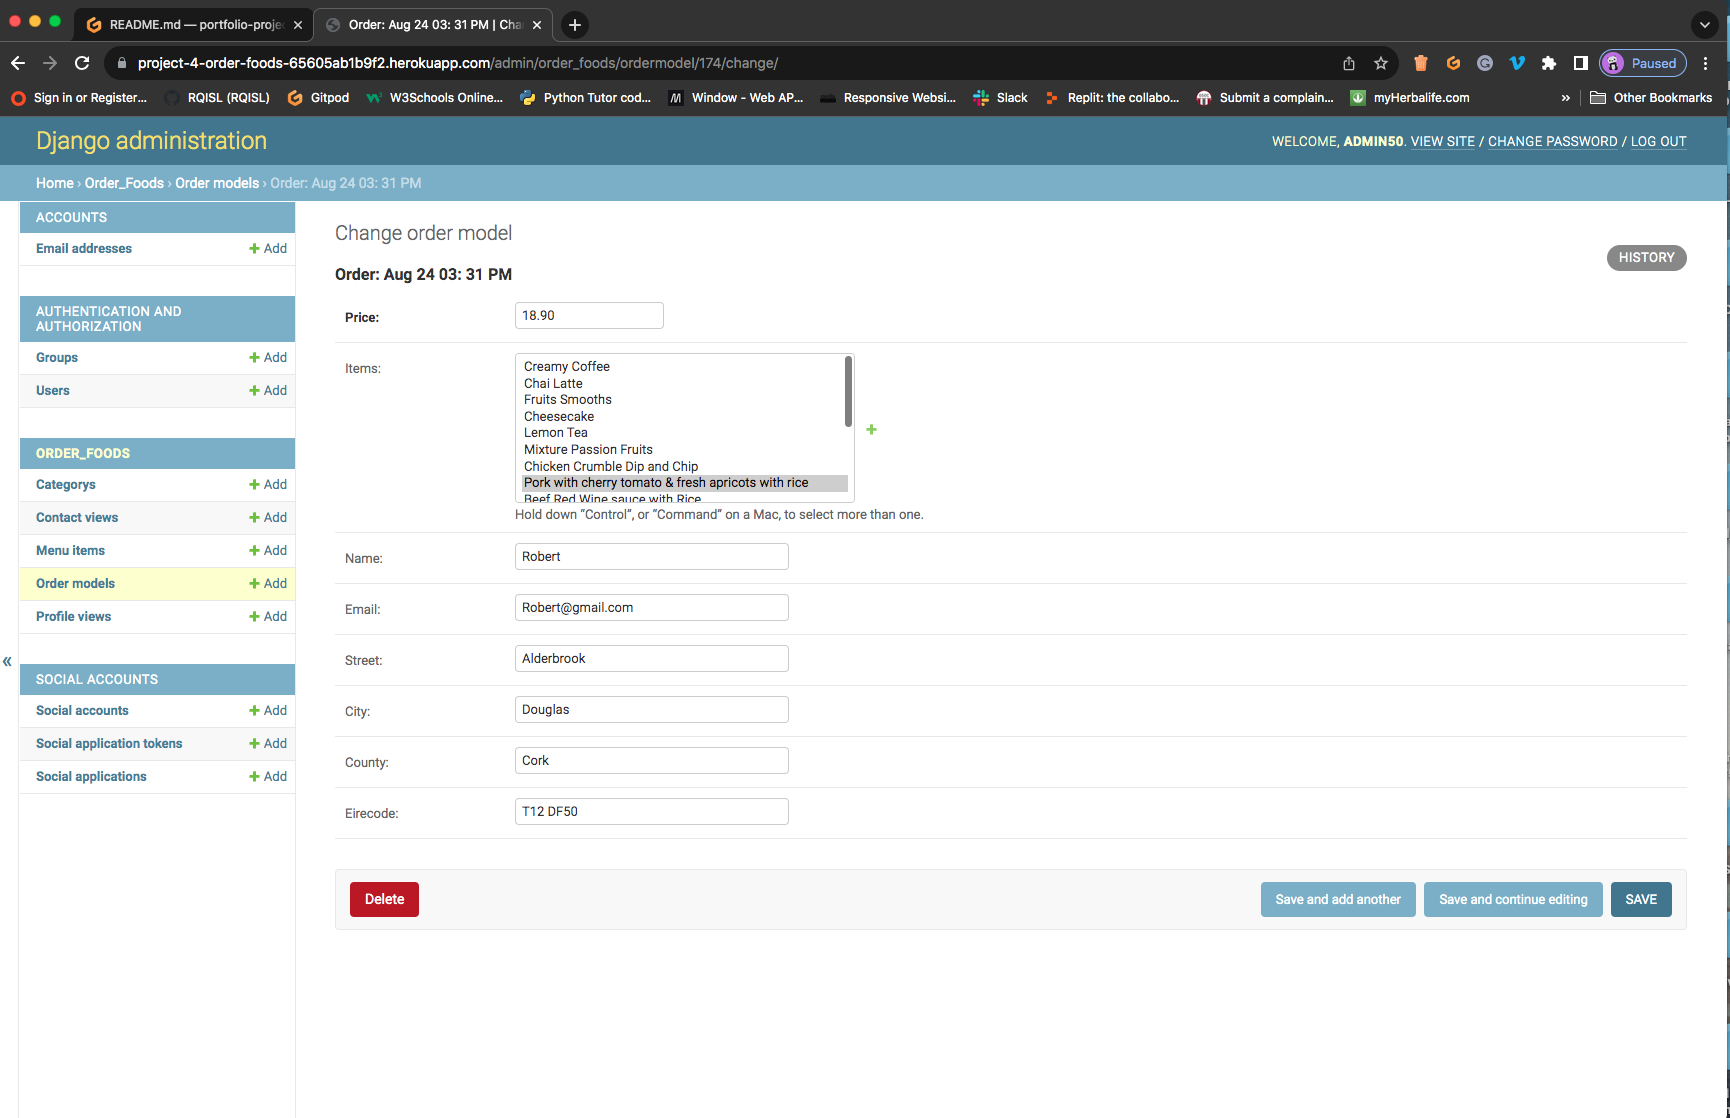 README.md — portfolio-proje
Order: Aug 24 03: 31 PM | Cha
project-4-order-foods-65605ab1b9f2.herokuapp.com/admin/order_foods/ordermodel/174/change/
Paused
Sign in or Register...
RQISL (RQISL)
Gitpod
W3Schools Online...
Python Tutor cod...
Window - Web AP...
Responsive Websi...
Slack
Replit: the collabo...
Submit a complain...
myHerbalife.com
»
Other Bookmarks
Django administration
WELCOME, ADMIN50. VIEW SITE / CHANGE PASSWORD / LOG OUT
Home › Order_Foods › Order models › Order: Aug 24 03: 31 PM
ACCOUNTS
Email addresses
Add
AUTHENTICATION AND
AUTHORIZATION
Groups
Add
Users
Add
ORDER_FOODS
Categorys
Add
Contact views
Add
Menu items
Add
Order models
Add
Profile views
Add
«
SOCIAL ACCOUNTS
Social accounts
Add
Social application tokens
Add
Social applications
Add
Change order model
HISTORY
Order: Aug 24 03: 31 PM
Price:
18.90
Items:
Creamy Coffee
Chai Latte
Fruits Smooths
Cheesecake
Lemon Tea
Mixture Passion Fruits
Chicken Crumble Dip and Chip
Pork with cherry tomato & fresh apricots with rice
Beef Red Wine sauce with Rice
Hold down “Control”, or “Command” on a Mac, to select more than one.
Name:
Robert
Email:
Robert@gmail.com
Street:
Alderbrook
City:
Douglas
County:
Cork
Eirecode:
T12 DF50
Delete
Save and add another
Save and continue editing
SAVE